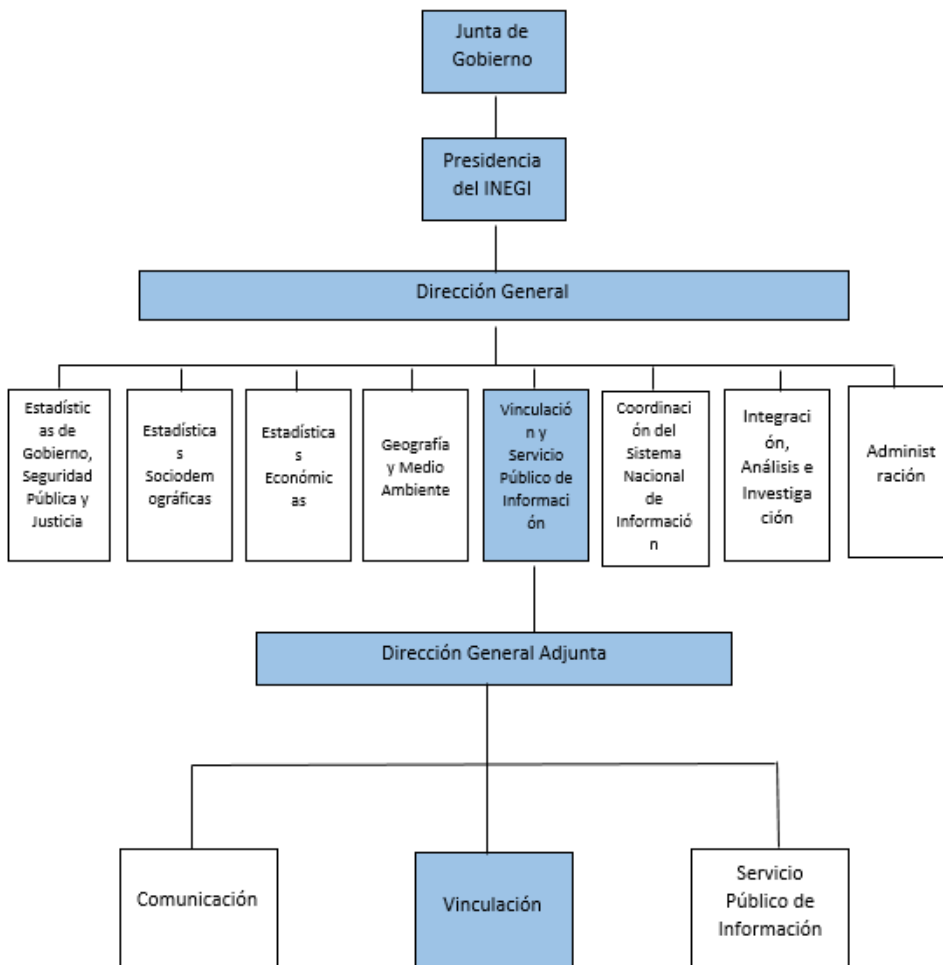 Junta de
Gobierno
Presidencia
del INEGI
Dirección General
Estadístic
as de
Gobierno,
Seguridad
Pública y
Justicia
Estadística
s
Sociodem
ográficas
Estadística
s
Económic
as
Geografía
y Medio
Ambiente
Vinculació
n y
Servicio
Público de
Informaci
ón
Coordinac
ión del
Sistema
Nacional
de
Informació
n
Integraci
ón,
Análisis e
Investiga
ción
Administ
ración
Dirección General Adjunta
Comunicación
Vinculación
Servicio
Público de
Información